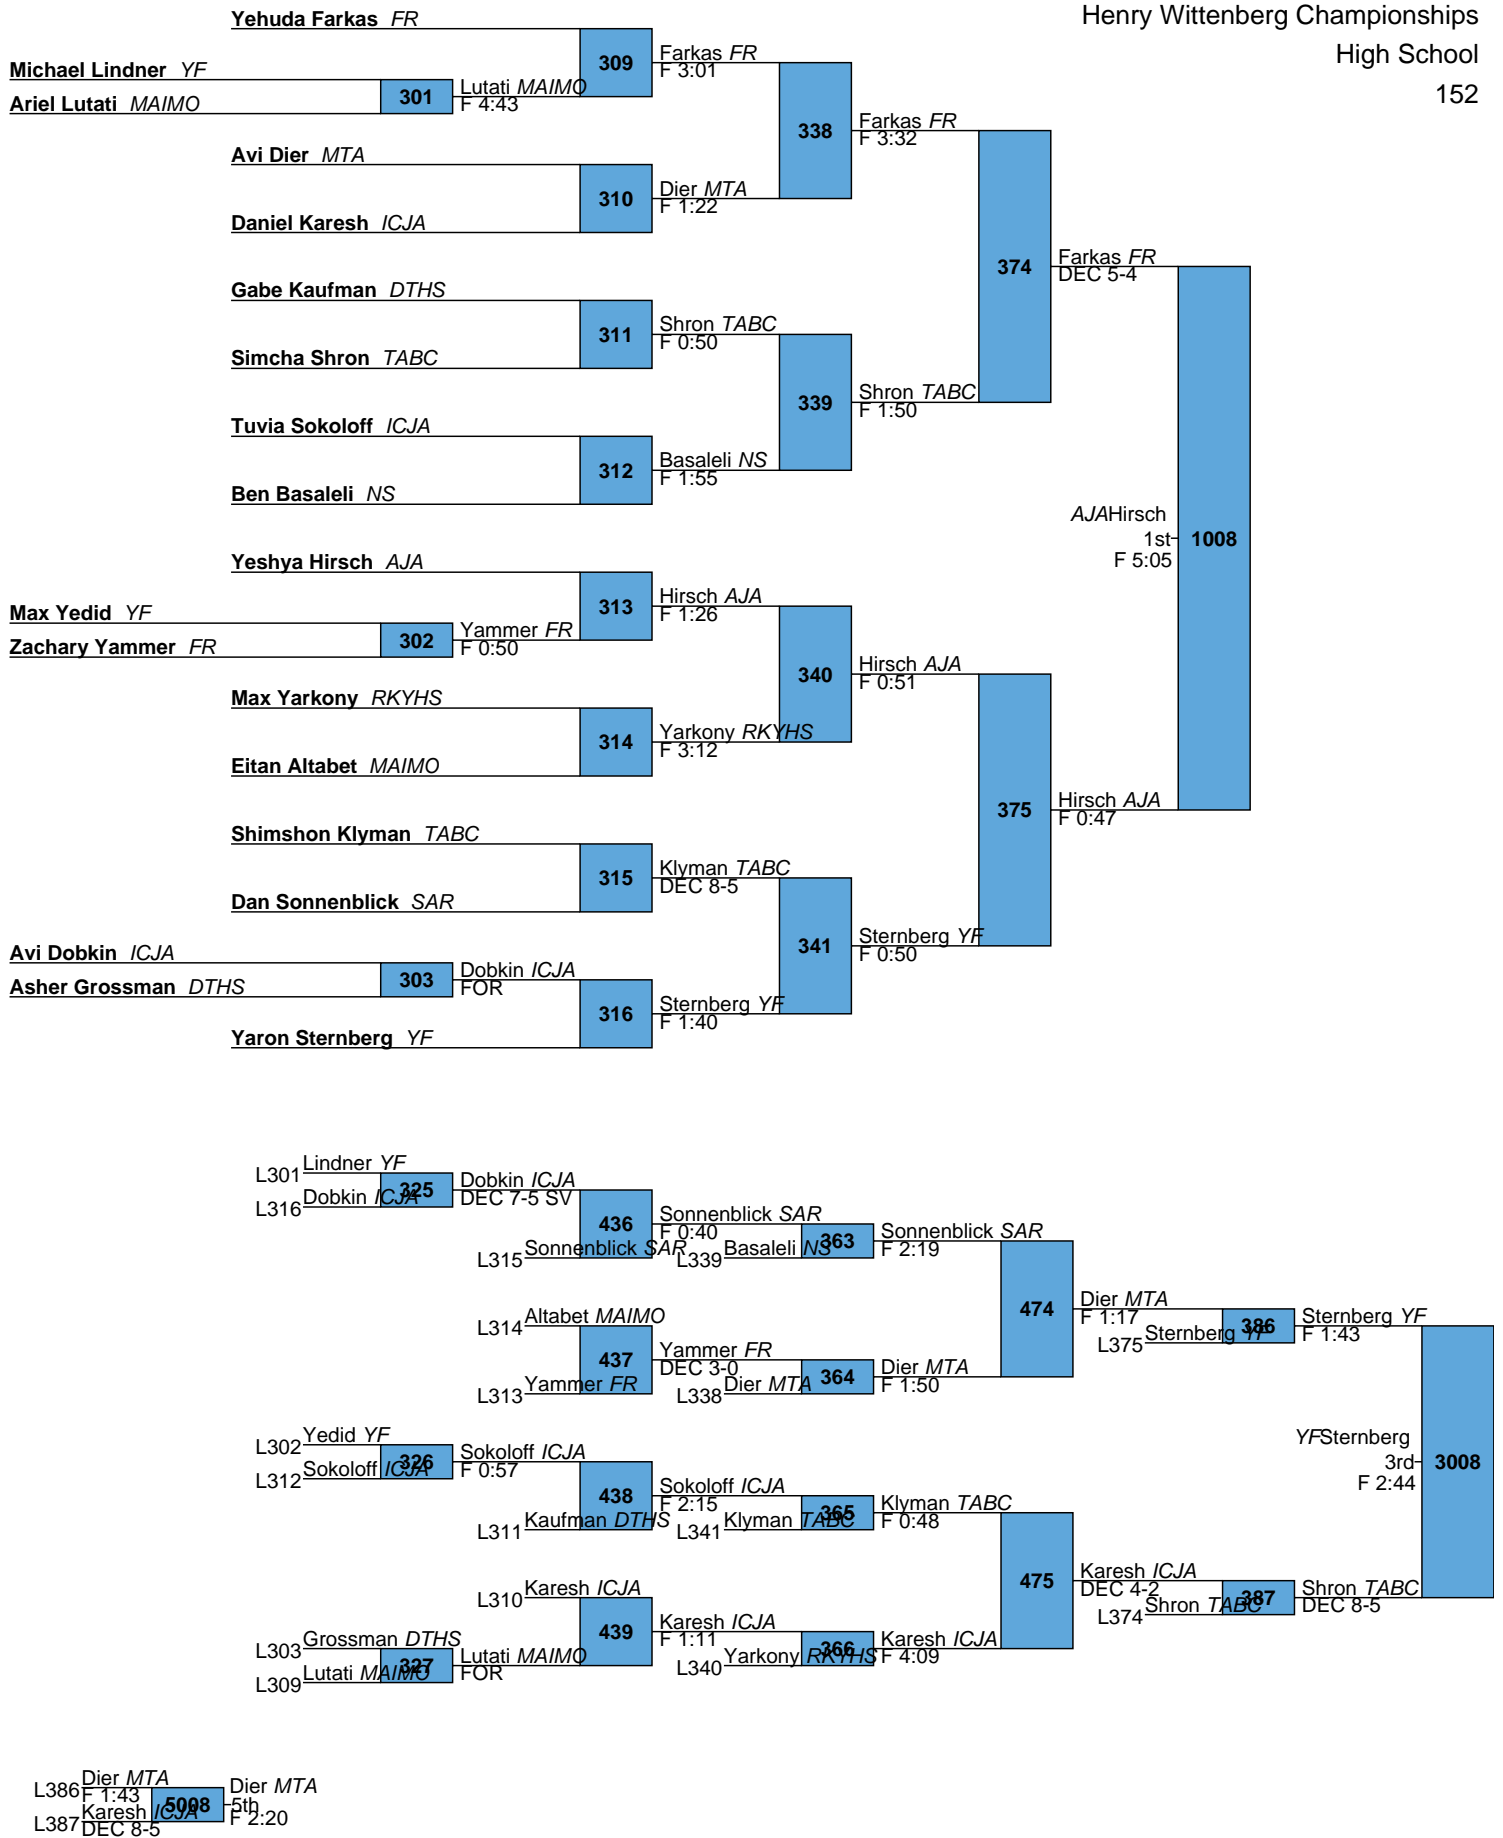 Henry Wittenberg Championships
High School
152
Yehuda Farkas FR
309
Farkas FR
F 3:01
Michael Lindner YF
301
Lutati MAIMO
F 4:43
Ariel Lutati MAIMO
338
Farkas FR
F 3:32
Avi Dier MTA
310
Dier MTA
F 1:22
Daniel Karesh ICJA
374
Farkas FR
DEC 5-4
Gabe Kaufman DTHS
311
Shron TABC
F 0:50
Simcha Shron TABC
339
Shron TABC
F 1:50
Tuvia Sokoloff ICJA
312
Basaleli NS
F 1:55
Ben Basaleli NS
AJAHirsch
1st
F 5:05
1008
Yeshya Hirsch AJA
313
Hirsch AJA
F 1:26
Max Yedid YF
302
Yammer FR
F 0:50
Zachary Yammer FR
340
Hirsch AJA
F 0:51
Max Yarkony RKYHS
314
Yarkony RKYHS
F 3:12
Eitan Altabet MAIMO
375
Hirsch AJA
F 0:47
Shimshon Klyman TABC
315
Klyman TABC
DEC 8-5
Dan Sonnenblick SAR
341
Sternberg YF
F 0:50
Avi Dobkin ICJA
303
Dobkin ICJA
FOR
Asher Grossman DTHS
316
Sternberg YF
F 1:40
Yaron Sternberg YF
L301 Lindner YF
325
Dobkin ICJA
DEC 7-5 SV
L316 Dobkin ICJA
436
Sonnenblick SAR
F 0:40
L315 Sonnenblick SAR
363
Sonnenblick SAR
F 2:19
L339 Basaleli NS
474
Dier MTA
F 1:17
L314 Altabet MAIMO
437
Yammer FR
DEC 3-0
L313 Yammer FR
364
Dier MTA
F 1:50
L338 Dier MTA
386
Sternberg YF
F 1:43
L375 Sternberg YF
L302 Yedid YF
326
Sokoloff ICJA
F 0:57
L312 Sokoloff ICJA
438
Sokoloff ICJA
F 2:15
L311 Kaufman DTHS
365
Klyman TABC
F 0:48
L341 Klyman TABC
YFSternberg
3rd
F 2:44
3008
475
Karesh ICJA
DEC 4-2
L310 Karesh ICJA
439
Karesh ICJA
F 1:11
L303 Grossman DTHS
327
Lutati MAIMO
FOR
L309 Lutati MAIMO
366
Karesh ICJA
F 4:09
L340 Yarkony RKYHS
387
Shron TABC
DEC 8-5
L374 Shron TABC
L386 Dier MTA
F 1:43
5008
Dier MTA
5th
F 2:20
L387 Karesh ICJA
DEC 8-5